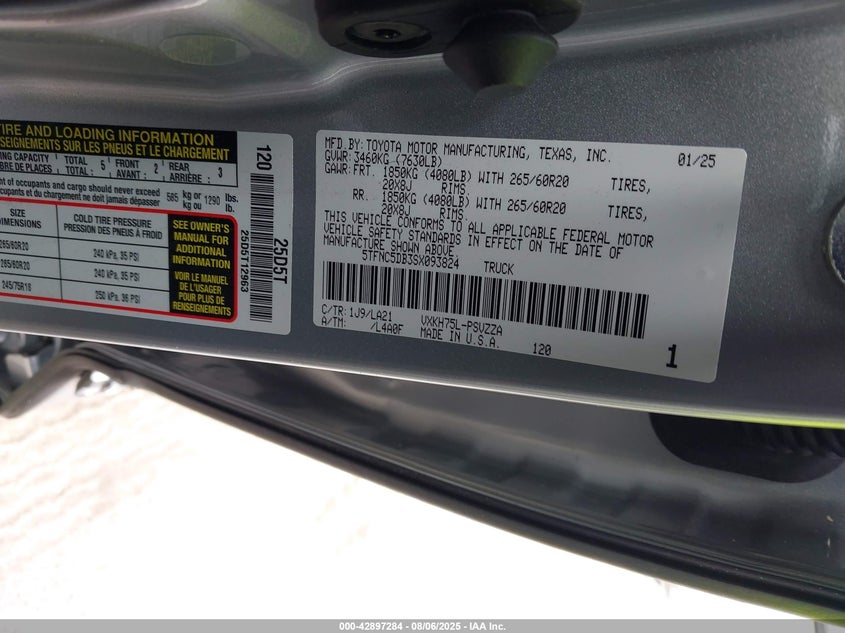 TIRE AND LOADING INFORMATION
RENSEIGNEMENTS SUR LES PNEUS ET LE CHARGEMENT
CAPACITY TOTAL 5 FRONT 2 REAR 3
DE PLACES : TOTAL : AVANT : ARRIÈRE :
of occupants and cargo should never exceed 585 kg or 1290 lbs.
occupants et du chargement ne doit jamais dépasser kg ou lb.
SIZE COLD TIRE PRESSURE
DIMENSIONS PRESSION DES PNEUS À FROID
265/60R20 240 kPa, 35 PSI
265/60R20 240 kPa, 35 PSI
245/75R18 250 kPa, 36 PSI
SEE OWNER'S
MANUAL FOR
ADDITIONAL
INFORMATION
VOIR LE MANUEL
DE L'USAGER
POUR PLUS DE
RENSEIGNEMENTS
120
25D5T
25D5T12963
MFD.BY: TOYOTA MOTOR MANUFACTURING, TEXAS, INC. 01/25
GVWR: 3460KG (7630LB)
GAWR: FRT. 1850KG (4080LB) WITH 265/60R20 TIRES,
20X8J RIMS.
RR. 1850KG (4080LB) WITH 265/60R20 TIRES,
20X8J RIMS.
THIS VEHICLE CONFORMS TO ALL APPLICABLE FEDERAL MOTOR
VEHICLE SAFETY STANDARDS IN EFFECT ON THE DATE OF
MANUFACTURE SHOWN ABOVE.
5TFNC5DB3SX093824 TRUCK
C/TR: 1J9/LA21 VXKH75L-PSVZZA
A/TM: /L4A0F MADE IN U.S.A. 120 1
000-42897284 | 08/06/2025 - IAA Inc.